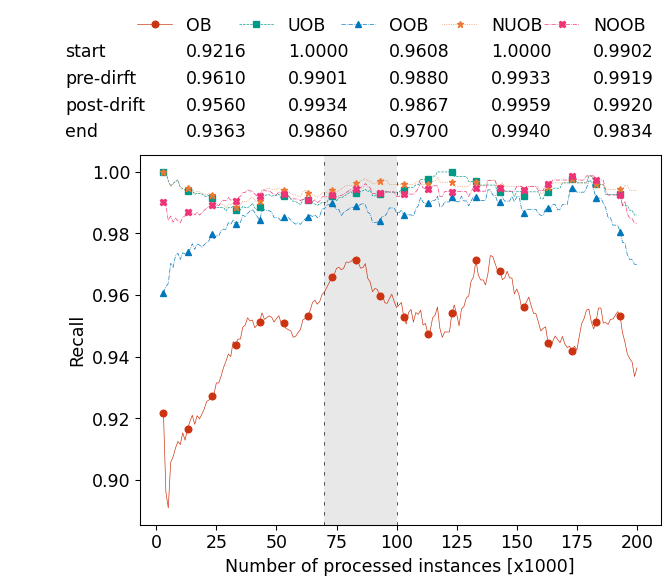 OB UOB OOB NUOB NOOB
start 0.9216 1.0000 0.9608 1.0000 0.9902
pre-dirft 0.9610 0.9901 0.9880 0.9933 0.9919
post-drift 0.9560 0.9934 0.9867 0.9959 0.9920
end 0.9363 0.9860 0.9700 0.9940 0.9834
1.00
0.98
0.96
0.94
0.92
0.90
Recall
0 25 50 75 100 125 150 175 200
Number of processed instances [x1000]